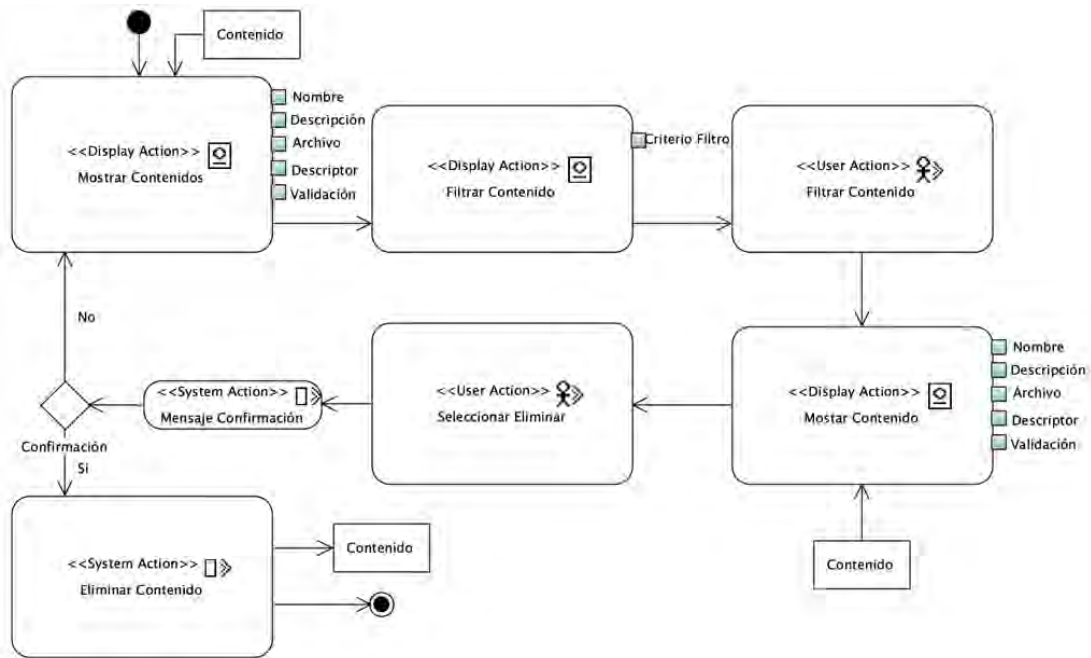 Contenido
<<Display Action>>
Mostrar Contenidos
Nombre
Descripción
Archivo
Descriptor
Validación
<<Display Action>>
Filtrar Contenido
Criterio Filtro
<<User Action>>
Filtrar Contenido
No
Confirmación
Si
<<System Action>>
Mensaje Confirmación
<<User Action>>
Seleccionar Eliminar
<<Display Action>>
Mostar Contenido
Nombre
Descripción
Archivo
Descriptor
Validación
<<System Action>>
Eliminar Contenido
Contenido
Contenido